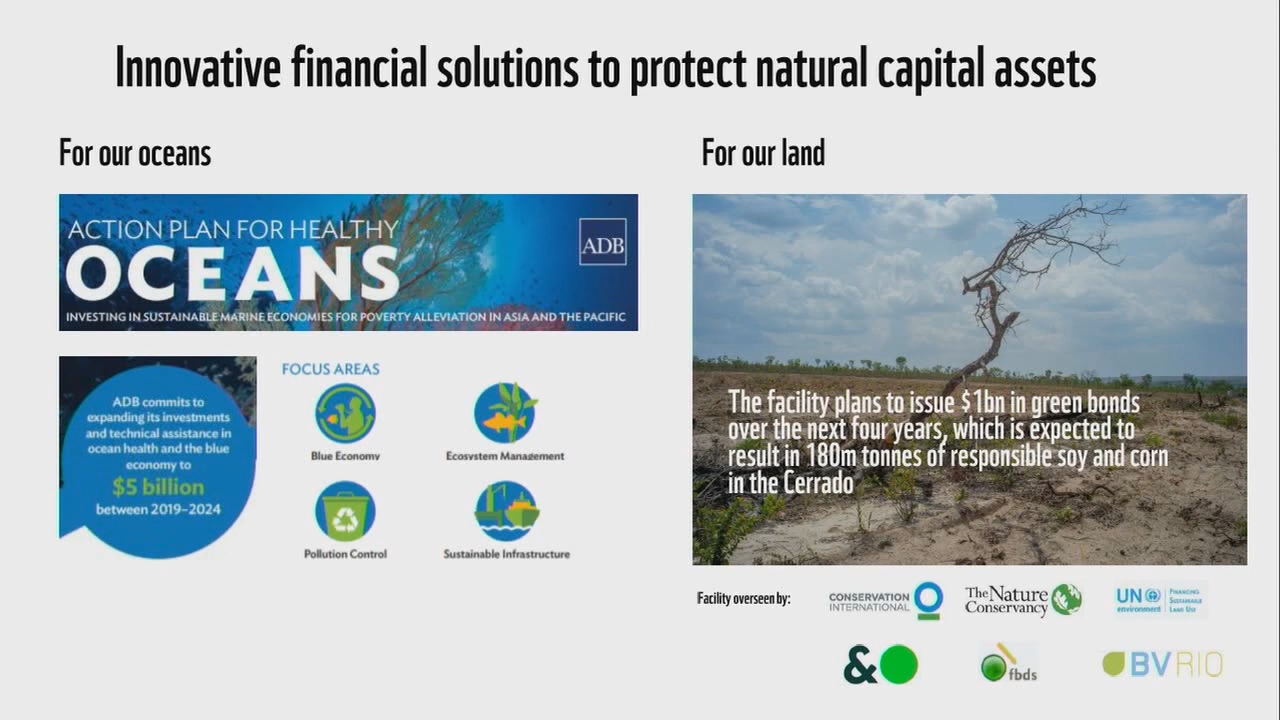 Innovative financial solutions to protect natural capital assets
For our oceans
ACTION PLAN FOR HEALTHY
OCEANS
ADB
INVESTING IN SUSTAINABLE MARINE ECONOMIES FOR POVERTY ALLEVIATION IN ASIA AND THE PACIFIC
ADB commits to
expanding its investments
and technical assistance in
ocean health and the blue
economy to
$5 billion
between 2019–2024
FOCUS AREAS
Blue Economy
Ecosystem Management
Pollution Control
Sustainable Infrastructure
For our land
The facility plans to issue $1bn in green bonds
over the next four years, which is expected to
result in 180m tonnes of responsible soy and corn
in the Cerrado
Facility overseen by:
CONSERVATION
INTERNATIONAL
The Nature
Conservancy
UN
environment
FINANCING
SUSTAINABLE
LAND USE
&
fbds
BVRIO